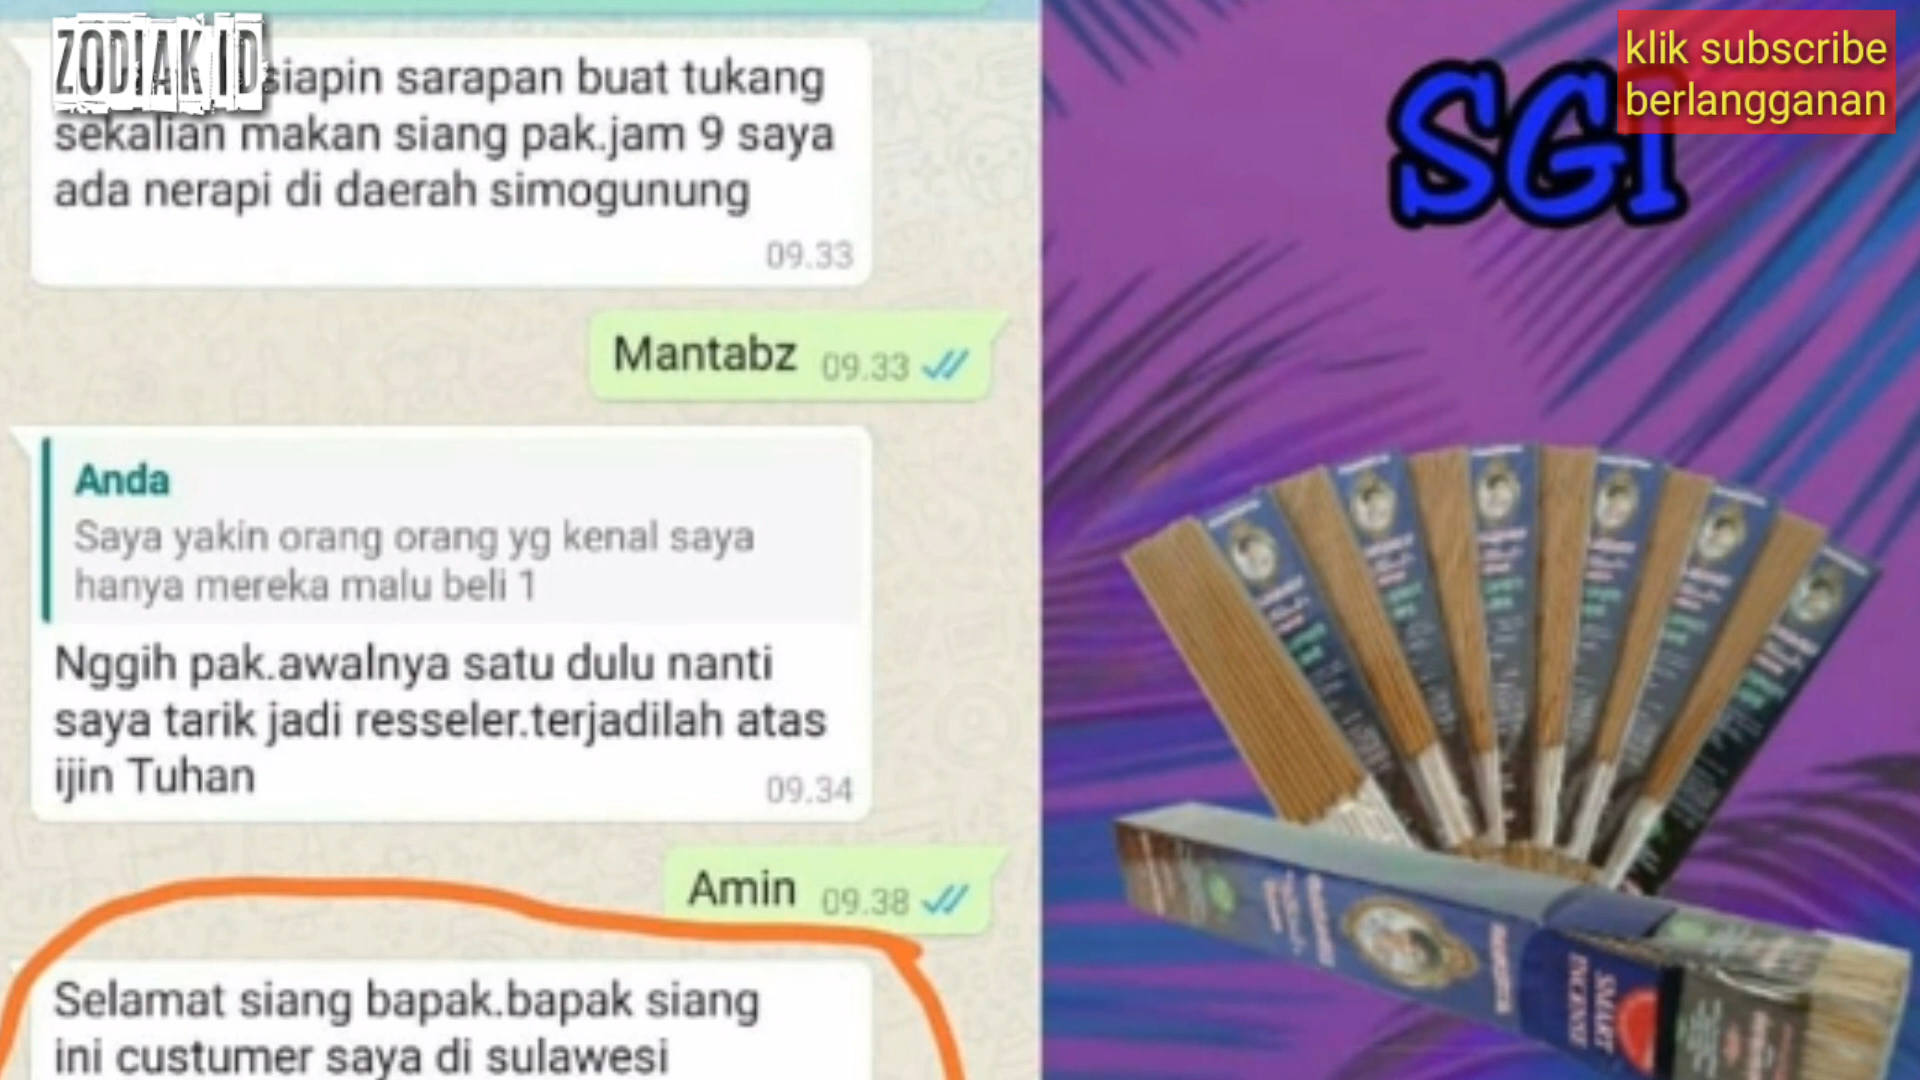 ZODIAK ID
siapin sarapan buat tukang
sekalian makan siang pak.jam 9 saya
ada nerapi di daerah simogunung
09.33
Mantabz 09.33
Anda
Saya yakin orang orang yg kenal saya
hanya mereka malu beli 1
Nggih pak.awalnya satu dulu nanti
saya tarik jadi resseler.terjadilah atas
ijin Tuhan
09.34
Amin 09.38
Selamat siang bapak.bapak siang
ini custumer saya di sulawesi
klik subscribe
berlangganan
SGI
SMART
INCENSE